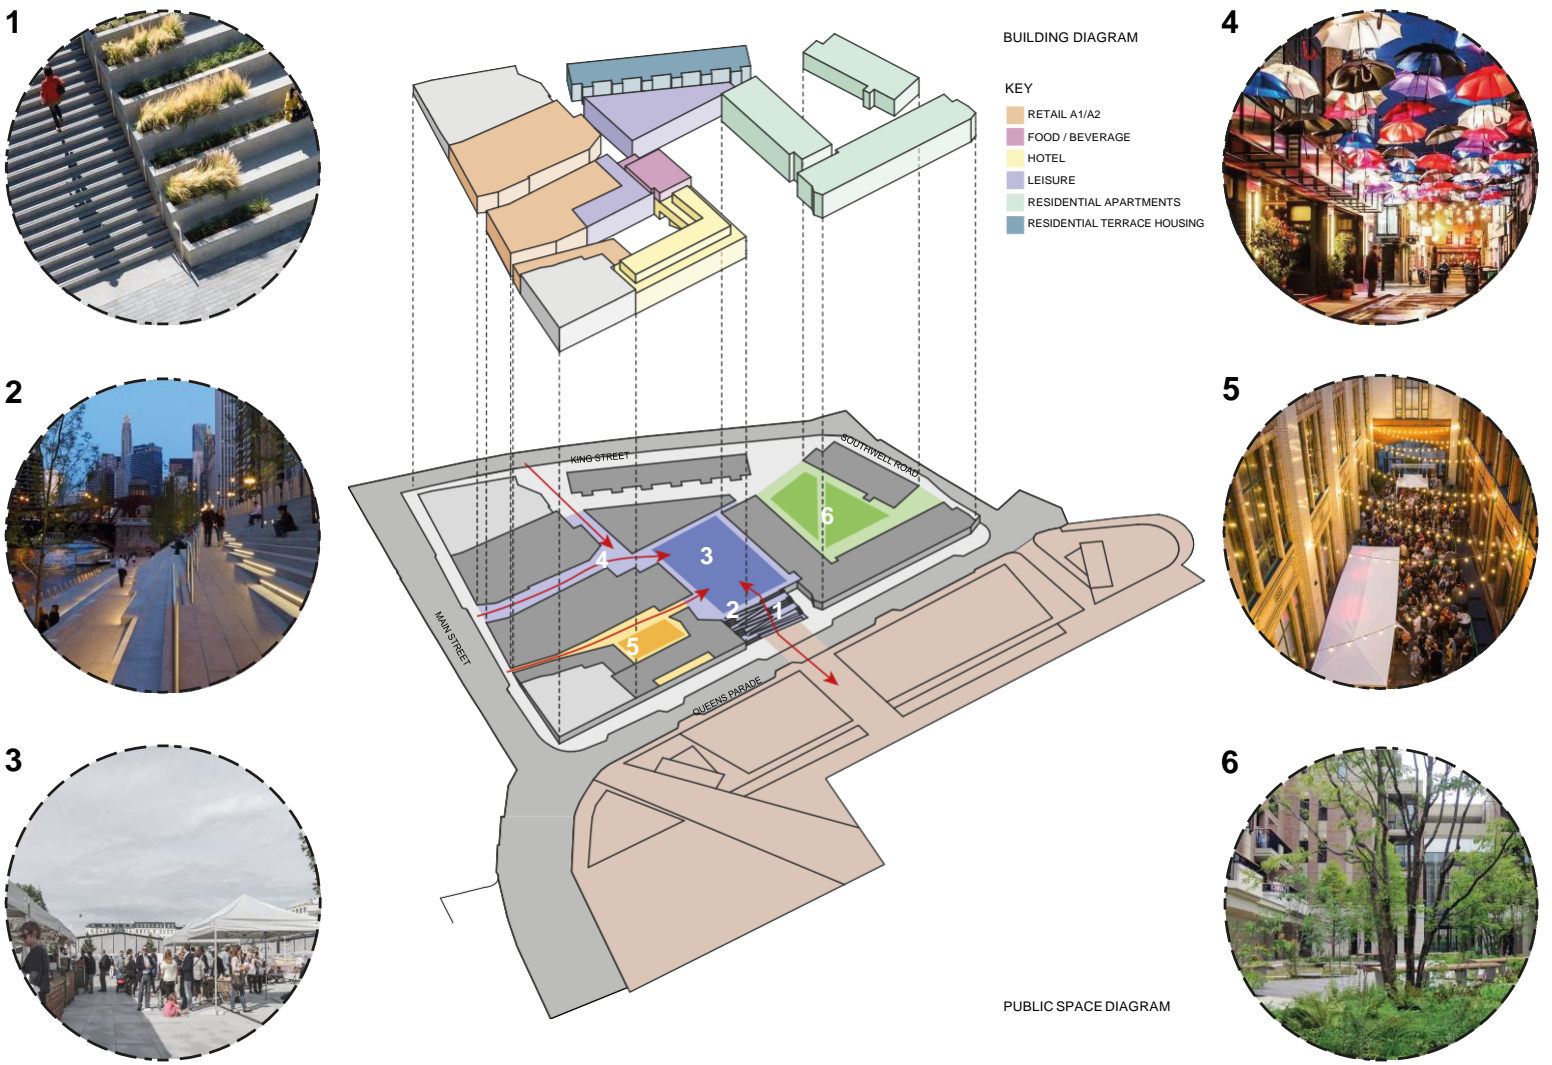 1
4
BUILDING DIAGRAM
KEY
RETAIL A1/A2
FOOD / BEVERAGE
HOTEL
LEISURE
RESIDENTIAL APARTMENTS
RESIDENTIAL TERRACE HOUSING
2
5
KING STREET
SOUTHWELL ROAD
6
3
4
2
1
5
MAIN STREET
QUEENS PARADE
3
6
PUBLIC SPACE DIAGRAM